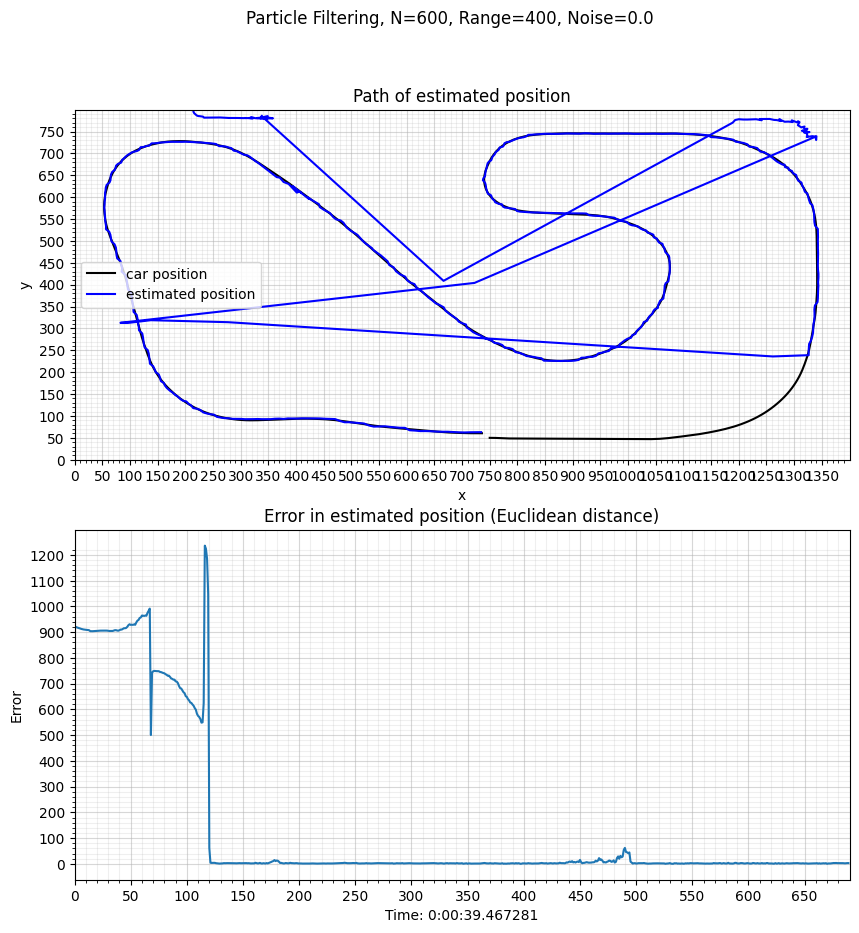 Particle Filtering, N=600, Range=400, Noise=0.0
Path of estimated position
750
700
650
600
550
500
450
400
350
300
250
200
150
100
50
0
y
car position
estimated position
0 50 100 150 200 250 300 350 400 450 500 550 600 650 700 750 800 850 900 950 1000 1050 1100 1150 1200 1250 1300 1350
x
Error in estimated position (Euclidean distance)
1200
1100
1000
900
800
700
600
500
400
300
200
100
0
Error
0 50 100 150 200 250 300 350 400 450 500 550 600 650
Time: 0:00:39.467281